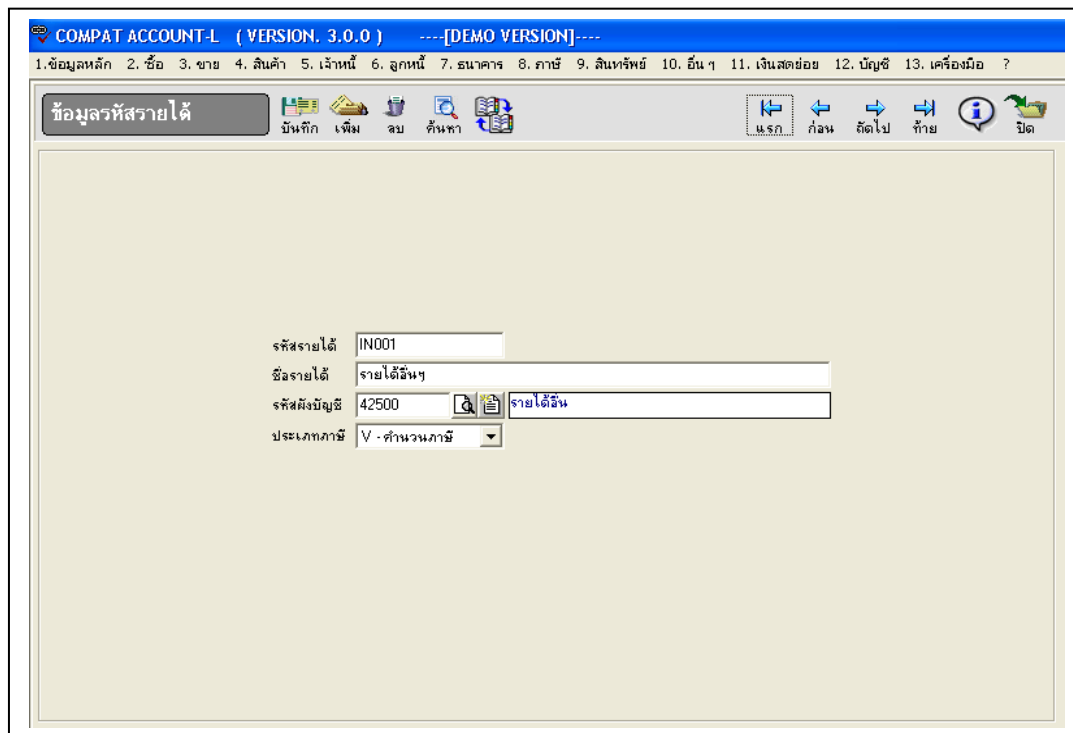 COMPAT ACCOUNT-L ( VERSION. 3.0.0 ) ----[DEMO VERSION]----
1.ข้อมูลหลัก 2. ซื้อ 3. ขาย 4. สินค้า 5. เจ้าหนี้ 6. ลูกหนี้ 7. ธนาคาร 8. ภาษี 9. สินทรัพย์ 10. อื่น ๆ 11. เงินสดย่อย 12. บัญชี 13. เครื่องมือ ?
ข้อมูลรหัสรายได้ บันทึก เพิ่ม ลบ ค้นหา แรก ก่อน ถัดไป ท้าย ปิด
รหัสรายได้ IN001
ชื่อรายได้ รายได้อื่นๆ
รหัสผังบัญชี 42500 รายได้อื่น
ประเภทภาษี V - คำนวนภาษี